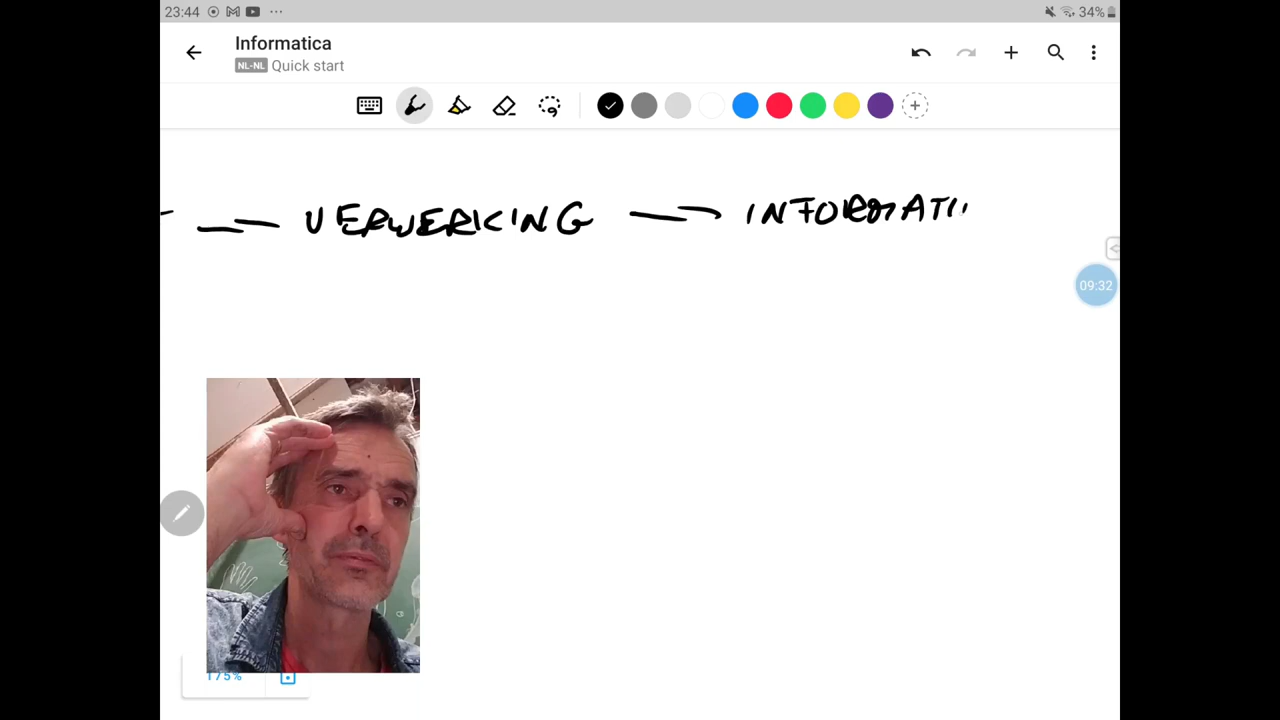 23:44 34%
Informatica
NL-NL Quick start
VERWERKING INFORMATI
09:32
175%